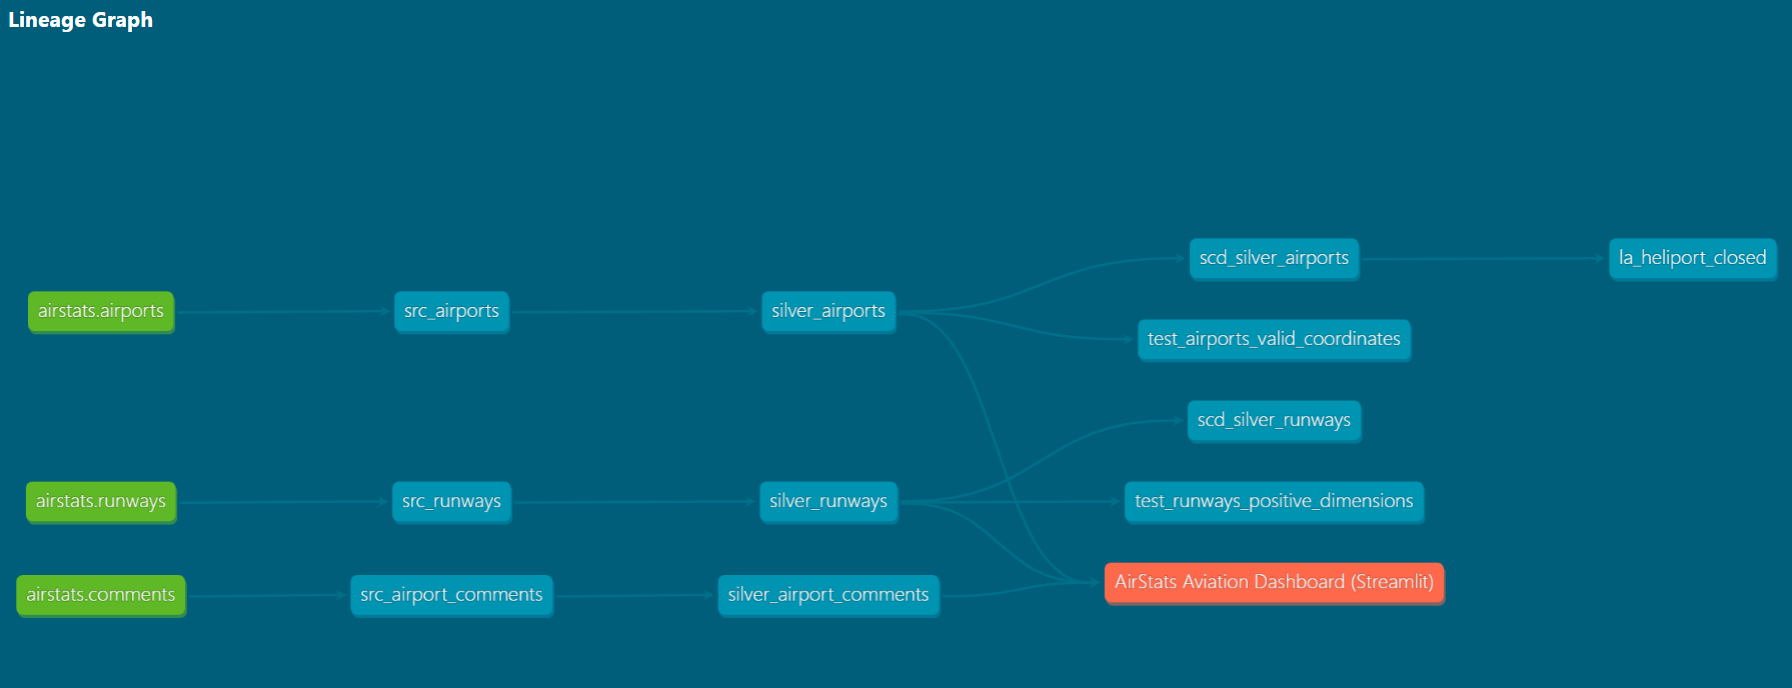 Lineage Graph
scd_silver_airports
la_heliport_closed
airstats.airports
src_airports
silver_airports
test_airports_valid_coordinates
scd_silver_runways
airstats.runways
src_runways
silver_runways
test_runways_positive_dimensions
AirStats Aviation Dashboard (Streamlit)
airstats.comments
src_airport_comments
silver_airport_comments